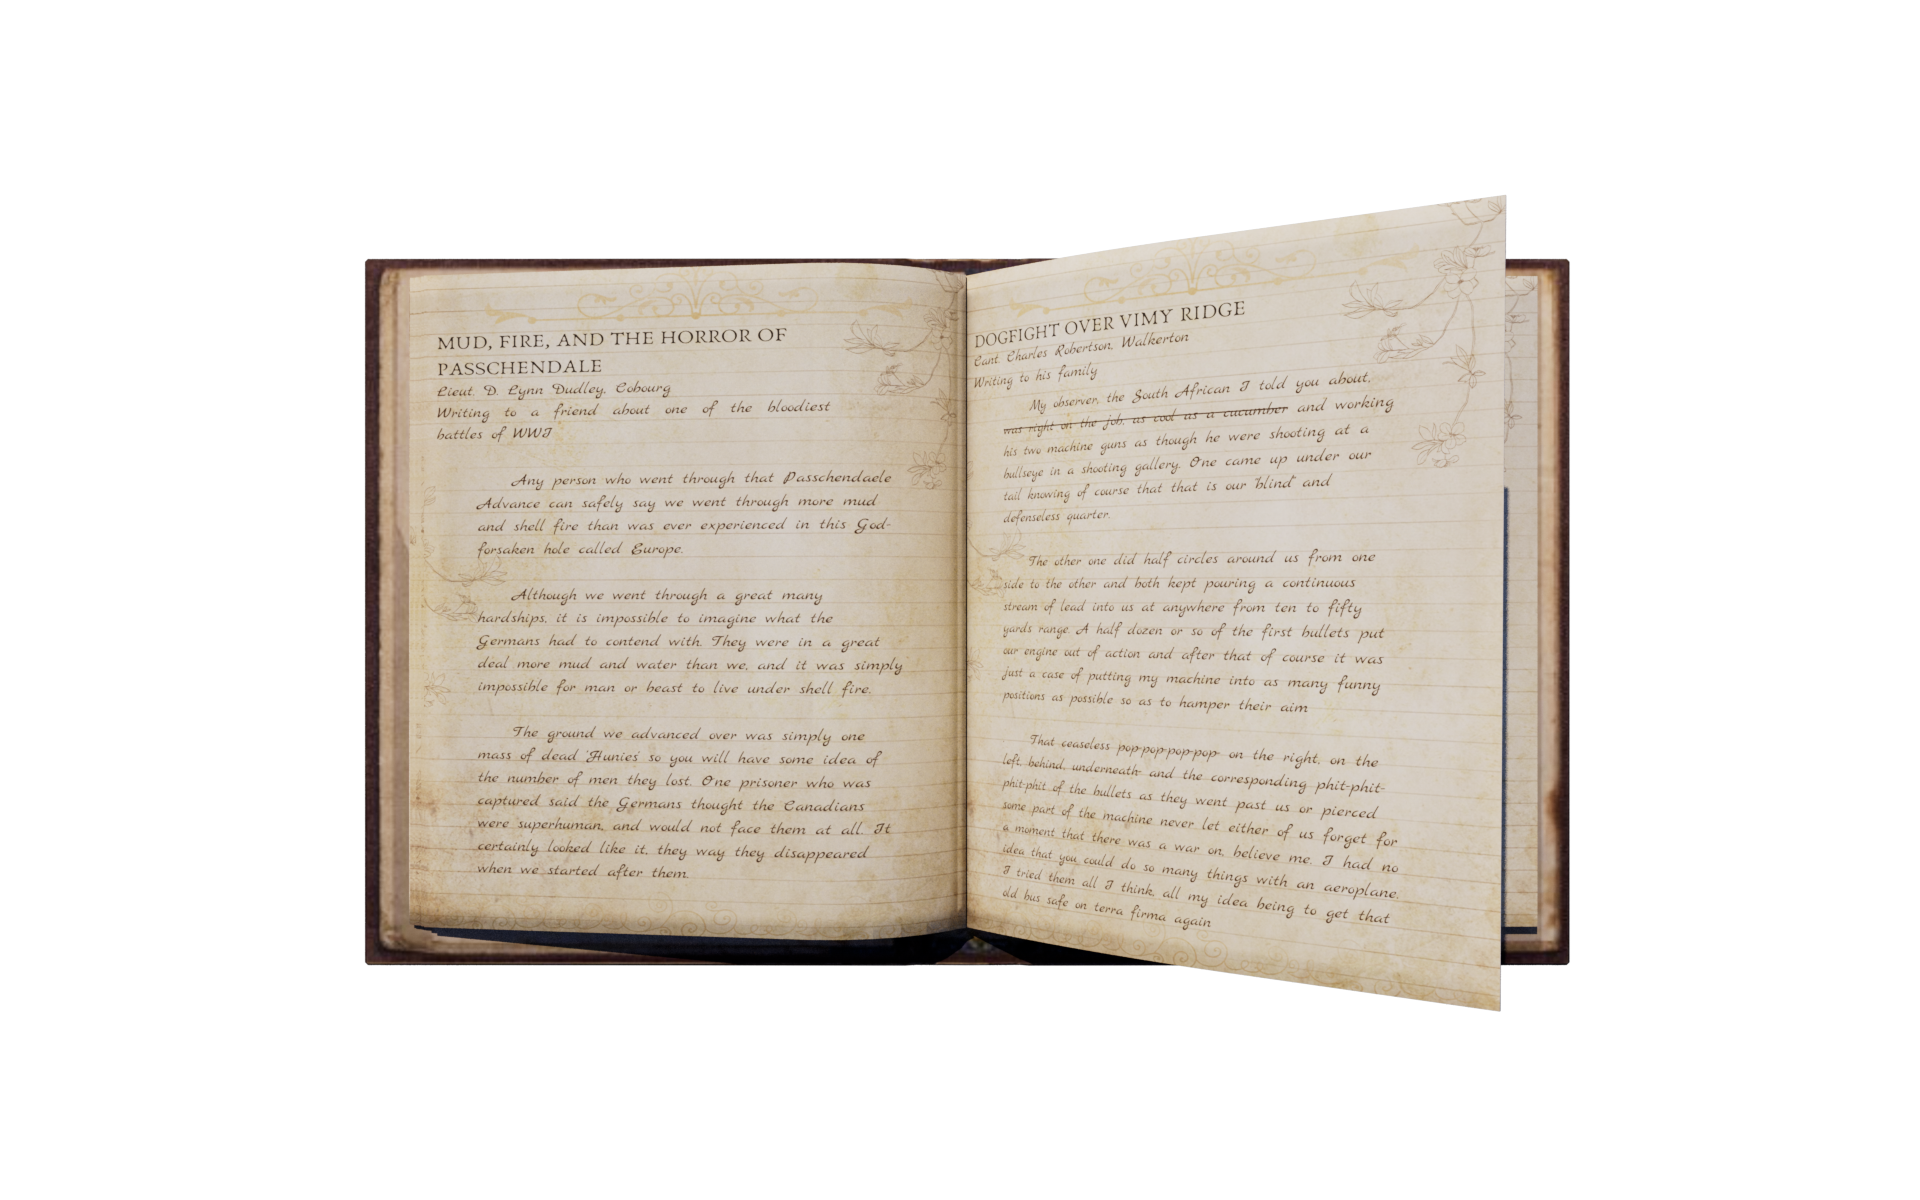 MUD, FIRE, AND THE HORROR OF
PASSCHENDALE
Lieut. D. Lynn Dudley, Cobourg
Writing to a friend about one of the bloodiest
battles of WWI
Any person who went through that Passchendaele
Advance can safely say we went through more mud
and shell fire than was ever experienced in this God-
forsaken hole called Europe.
Although we went through a great many
hardships, it is impossible to imagine what the
Germans had to contend with. They were in a great
deal more mud and water than we, and it was simply
impossible for man or beast to live under shell fire.
The ground we advanced over was simply one
mass of dead 'Hunies' so you will have some idea of
the number of men they lost. One prisoner who was
captured said the Germans thought the Canadians
were superhuman, and would not face them at all. It
certainly looked like it, they way they disappeared
when we started after them.
DOGFIGHT OVER VIMY RIDGE
Cant. Charles Robertson, Walkerton
Writing to his family
My observer, the South African I told you about,
was right on the job, as cool as a cucumber and working
his two machine guns as though he were shooting at a
bullseye in a shooting gallery. One came up under our
tail knowing of course that that is our "blind" and
defenseless quarter.
The other one did half circles around us from one
side to the other and both kept pouring a continuous
stream of lead into us at anywhere from ten to fifty
yards range. A half dozen or so of the first bullets put
our engine out of action and after that of course it was
just a case of putting my machine into as many funny
positions as possible so as to hamper their aim
That ceaseless pop-pop-pop-pop-pop on the right, on the
left, behind, underneath and the corresponding phit-phit-
phit-phit of the bullets as they went past us or pierced
some part of the machine never let either of us forget for
a moment that there was a war on, believe me. I had no
idea that you could do so many things with an aeroplane.
I tried them all I think, all my idea being to get that
old bus safe on terra firma again